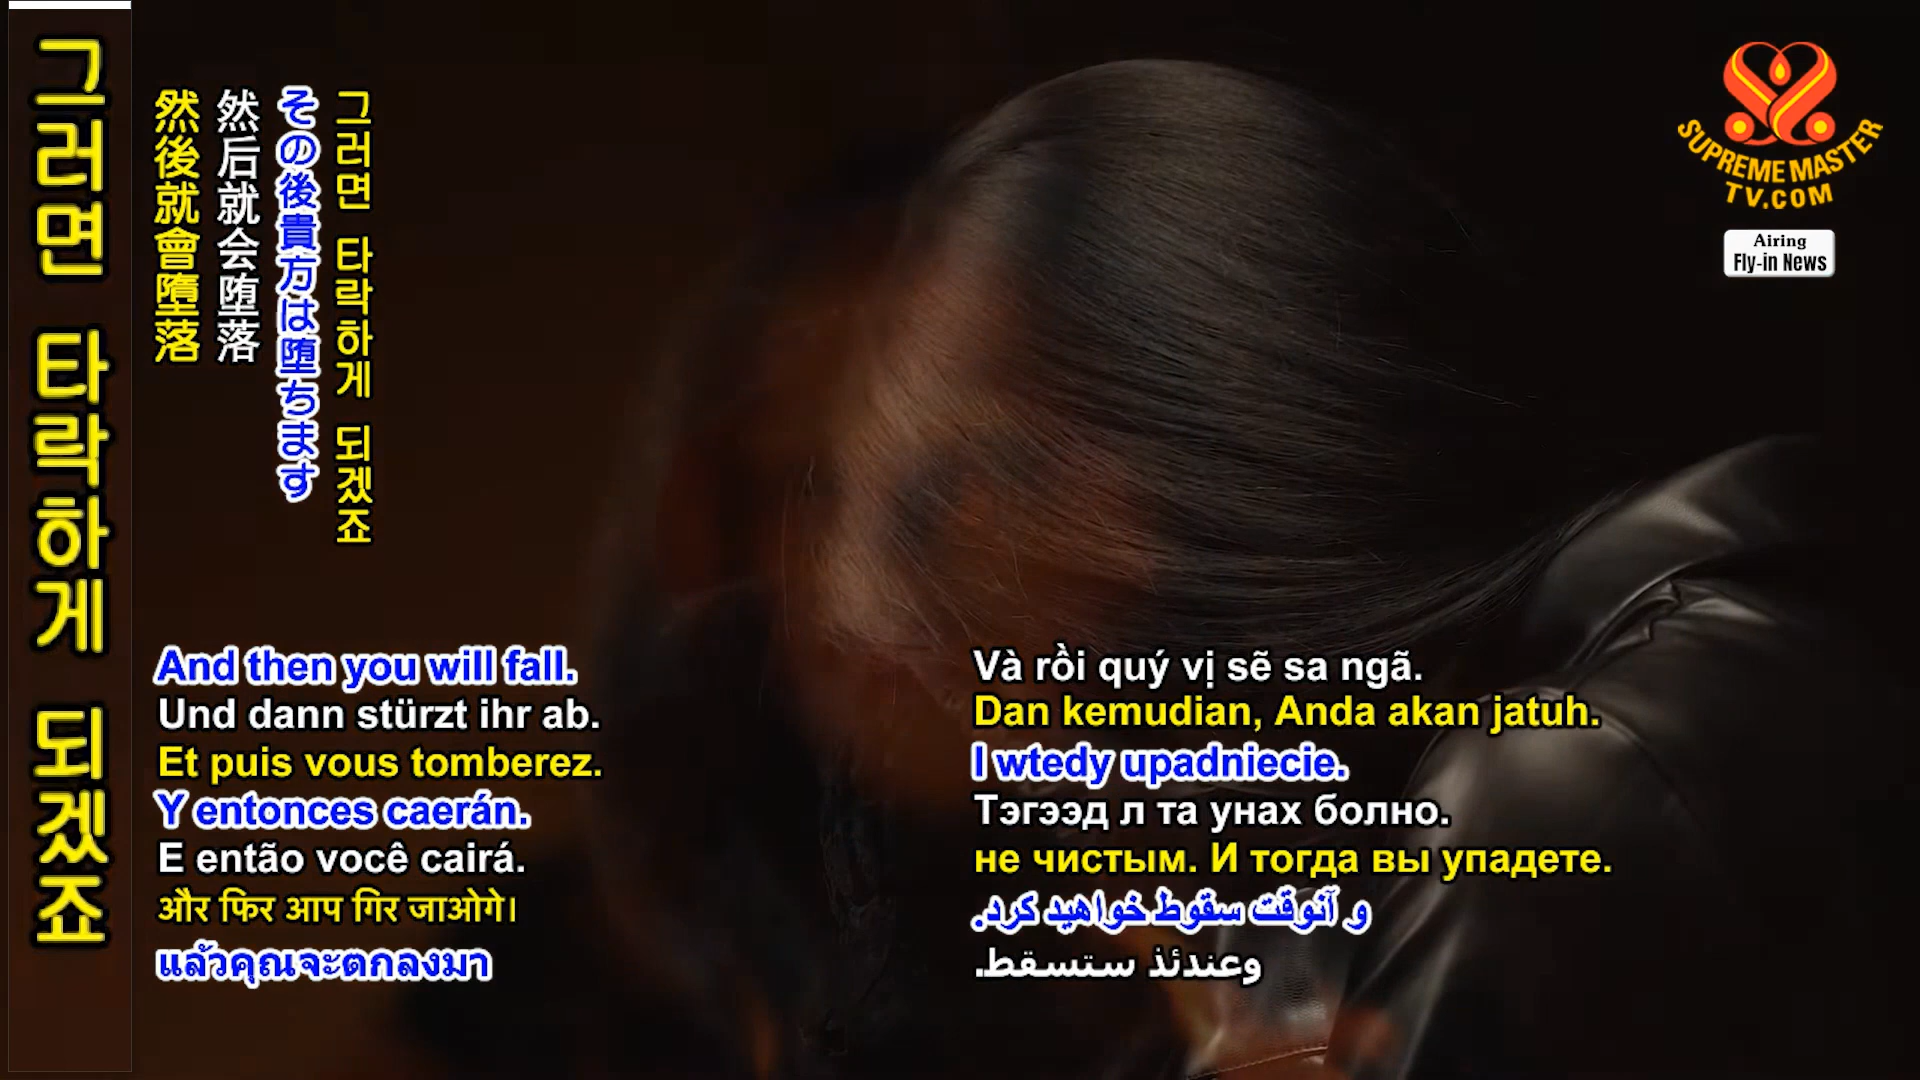 그러면 타락하게 되겠죠
然後就會墮落
然后就会堕落
その後貴方は堕ちます
그러면 타락하게 되겠죠
SUPREME MASTER
TV.COM
Airing
Fly-in News
And then you will fall.
Und dann stürzt ihr ab.
Et puis vous tomberez.
Y entonces caerán.
E então você cairá.
और फिर आप गिर जाओगे।
แล้วคุณจะตกลงมา
Và rồi quý vị sẽ sa ngã.
Dan kemudian, Anda akan jatuh.
I wtedy upadniecie.
Тэгээд л та унах болно.
не чистым. И тогда вы упадете.
و آنوقت سقوط خواهید کرد.
وعندئذ ستسقط.